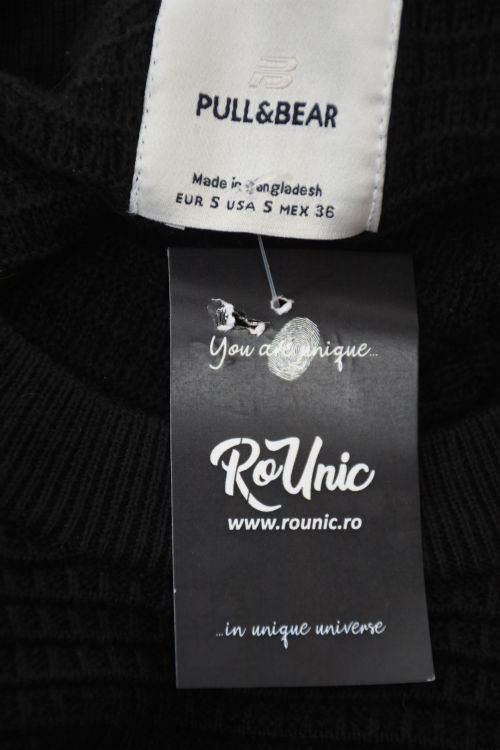 PULL&BEAR
Made in Bangladesh
EUR S USA S MEX 36
You are unique...
RoUnic
www.rounic.ro
...in unique universe